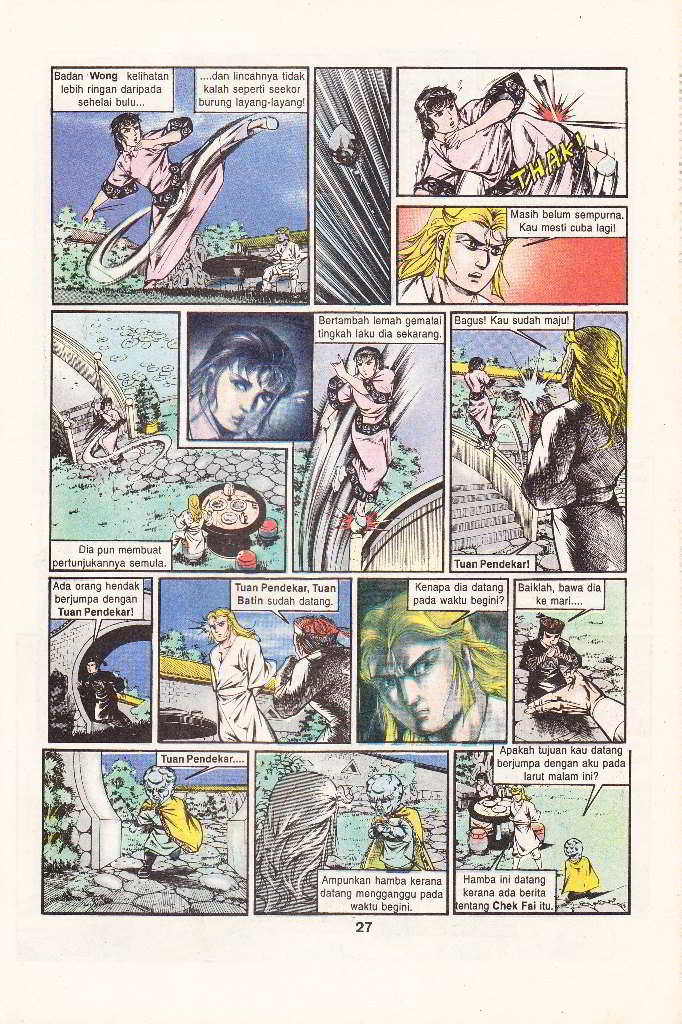 Badan Wong kelihatan
lebih ringan daripada
sehelai bulu...
....dan lincahnya tidak
kalah seperti seekor
burung layang-layang!
THAK!
Masih belum sempurna.
Kau mesti cuba lagi!
Dia pun membuat
pertunjukannya semula.
Bertambah lemah gemalai
tingkah laku dia sekarang.
Bagus! Kau sudah maju!
Tuan Pendekar!
Ada orang hendak
berjumpa dengan
Tuan Pendekar!
Tuan Pendekar, Tuan
Batin sudah datang.
Kenapa dia datang
pada waktu begini?
Baiklah, bawa dia
ke mari....
Tuan Pendekar....
Ampunkan hamba kerana
datang mengganggu pada
waktu begini.
Apakah tujuan kau datang
berjumpa dengan aku pada
larut malam ini?
Hamba ini datang
kerana ada berita
tentang Chek Fai itu.
27